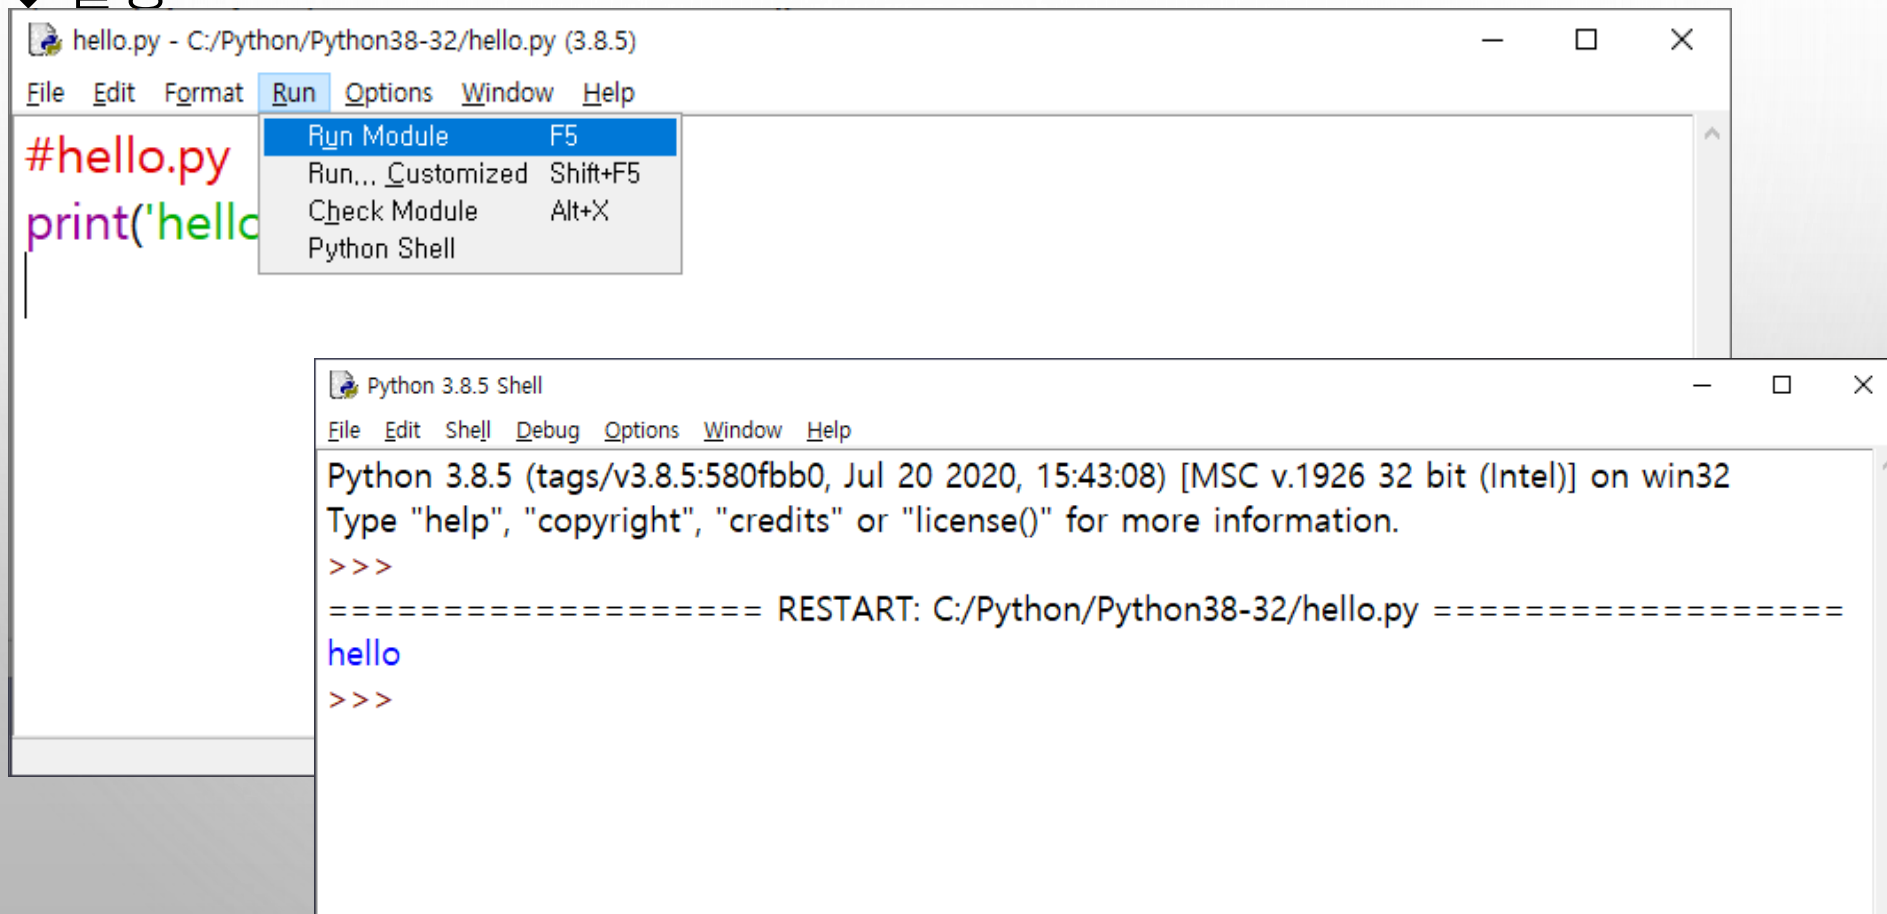 hello.py - C:/Python/Python38-32/hello.py (3.8.5)
File Edit Format Run Options Window Help
#hello.py
print('hello
Run Module F5
Run... Customized Shift+F5
Check Module Alt+X
Python Shell
Python 3.8.5 Shell
File Edit Shell Debug Options Window Help
Python 3.8.5 (tags/v3.8.5:580fbb0, Jul 20 2020, 15:43:08) [MSC v.1926 32 bit (Intel)] on win32
Type "help", "copyright", "credits" or "license()" for more information.
>>>
=================== RESTART: C:/Python/Python38-32/hello.py ==================
hello
>>>